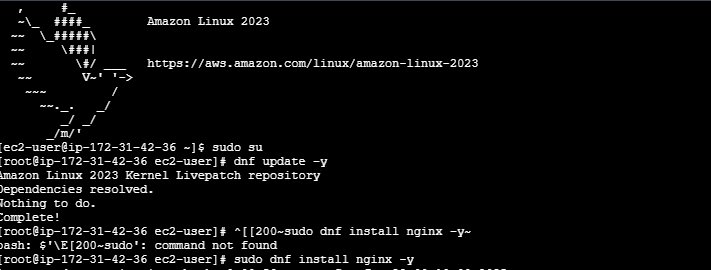 ,     #_
~\_  ####_        Amazon Linux 2023
~~  \_#####\
~~     \###|
~~       \#/ ___   https://aws.amazon.com/linux/amazon-linux-2023
~~       V~' '->
~~~         /
~~._.   _/
_/ _/
_/m/'
[ec2-user@ip-172-31-42-36 ~]$ sudo su
[root@ip-172-31-42-36 ec2-user]# dnf update -y
Amazon Linux 2023 Kernel Livepatch repository
Dependencies resolved.
Nothing to do.
Complete!
[root@ip-172-31-42-36 ec2-user]# ^[[200~sudo dnf install nginx -y~
bash: $'\E[200~sudo': command not found
[root@ip-172-31-42-36 ec2-user]# sudo dnf install nginx -y